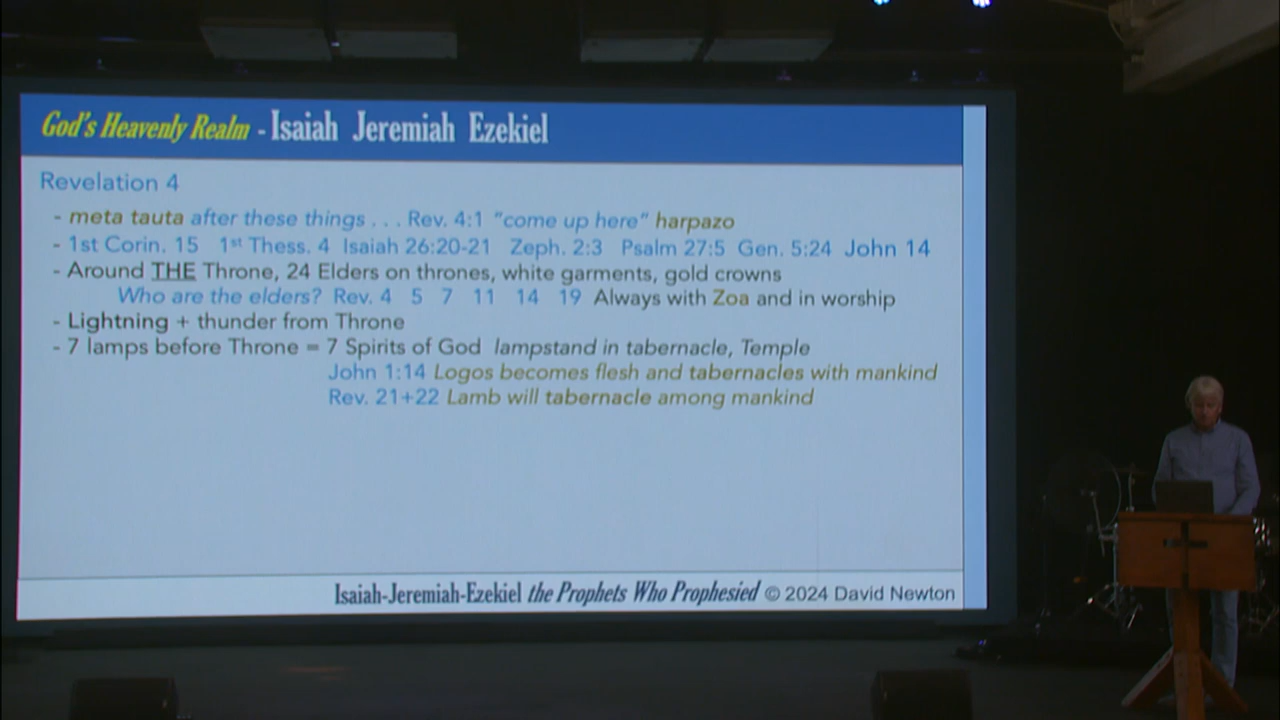 God's Heavenly Realm - Isaiah Jeremiah Ezekiel
Revelation 4
- meta tauta after these things . . . Rev. 4:1 "come up here" harpazo
- 1st Corin. 15 1st Thess. 4 Isaiah 26:20-21 Zeph. 2:3 Psalm 27:5 Gen. 5:24 John 14
- Around THE Throne, 24 Elders on thrones, white garments, gold crowns
Who are the elders? Rev. 4 5 7 11 14 19 Always with Zoa and in worship
- Lightning + thunder from Throne
- 7 lamps before Throne = 7 Spirits of God lampstand in tabernacle, Temple
John 1:14 Logos becomes flesh and tabernacles with mankind
Rev. 21+22 Lamb will tabernacle among mankind
Isaiah-Jeremiah-Ezekiel the Prophets Who Prophesied © 2024 David Newton